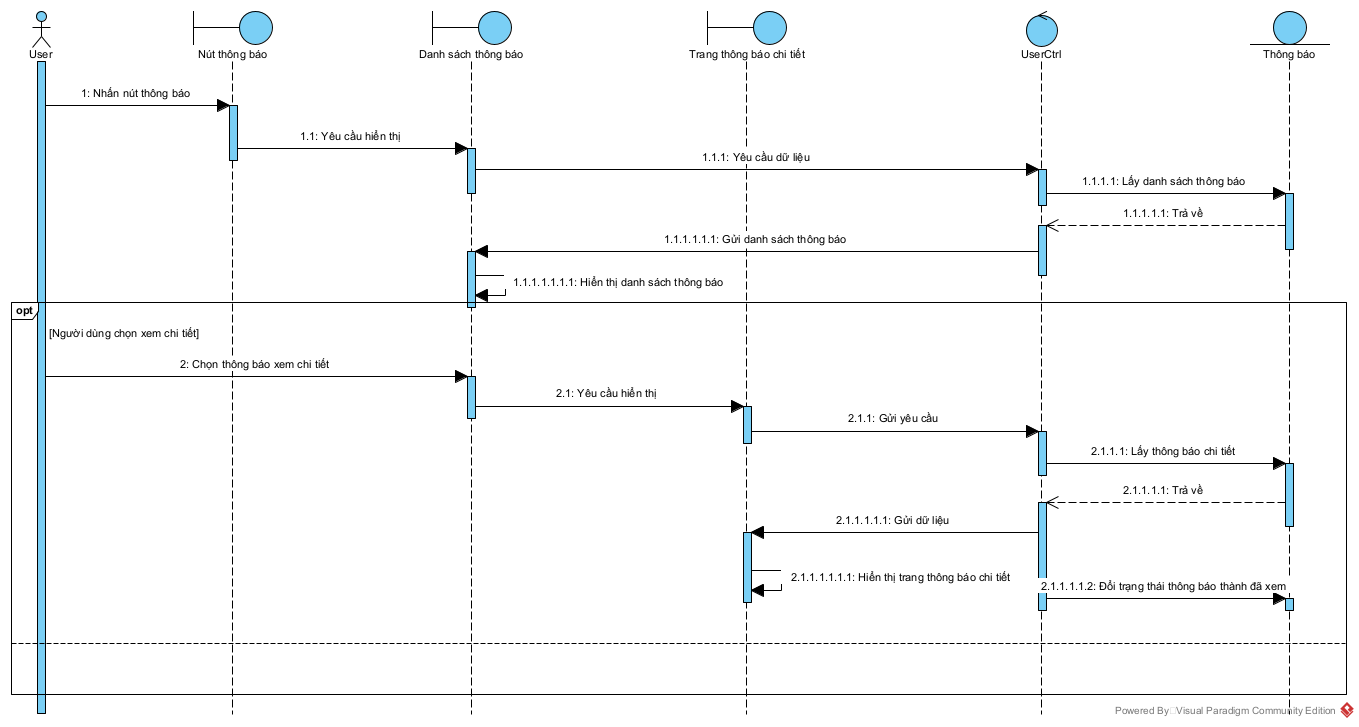 User
Nút thông báo
Danh sách thông báo
Trang thông báo chi tiết
UserCtrl
Thông báo
1: Nhấn nút thông báo
1.1: Yêu cầu hiển thị
1.1.1: Yêu cầu dữ liệu
1.1.1.1: Lấy danh sách thông báo
1.1.1.1.1: Trả về
1.1.1.1.1.1: Gửi danh sách thông báo
1.1.1.1.1.1.1: Hiển thị danh sách thông báo
opt
[Người dùng chọn xem chi tiết]
2: Chọn thông báo xem chi tiết
2.1: Yêu cầu hiển thị
2.1.1: Gửi yêu cầu
2.1.1.1: Lấy thông báo chi tiết
2.1.1.1.1: Trả về
2.1.1.1.1.1: Gửi dữ liệu
2.1.1.1.1.1.1: Hiển thị trang thông báo chi tiết
2.1.1.1.1.2: Đổi trạng thái thông báo thành đã xem
Powered By Visual Paradigm Community Edition